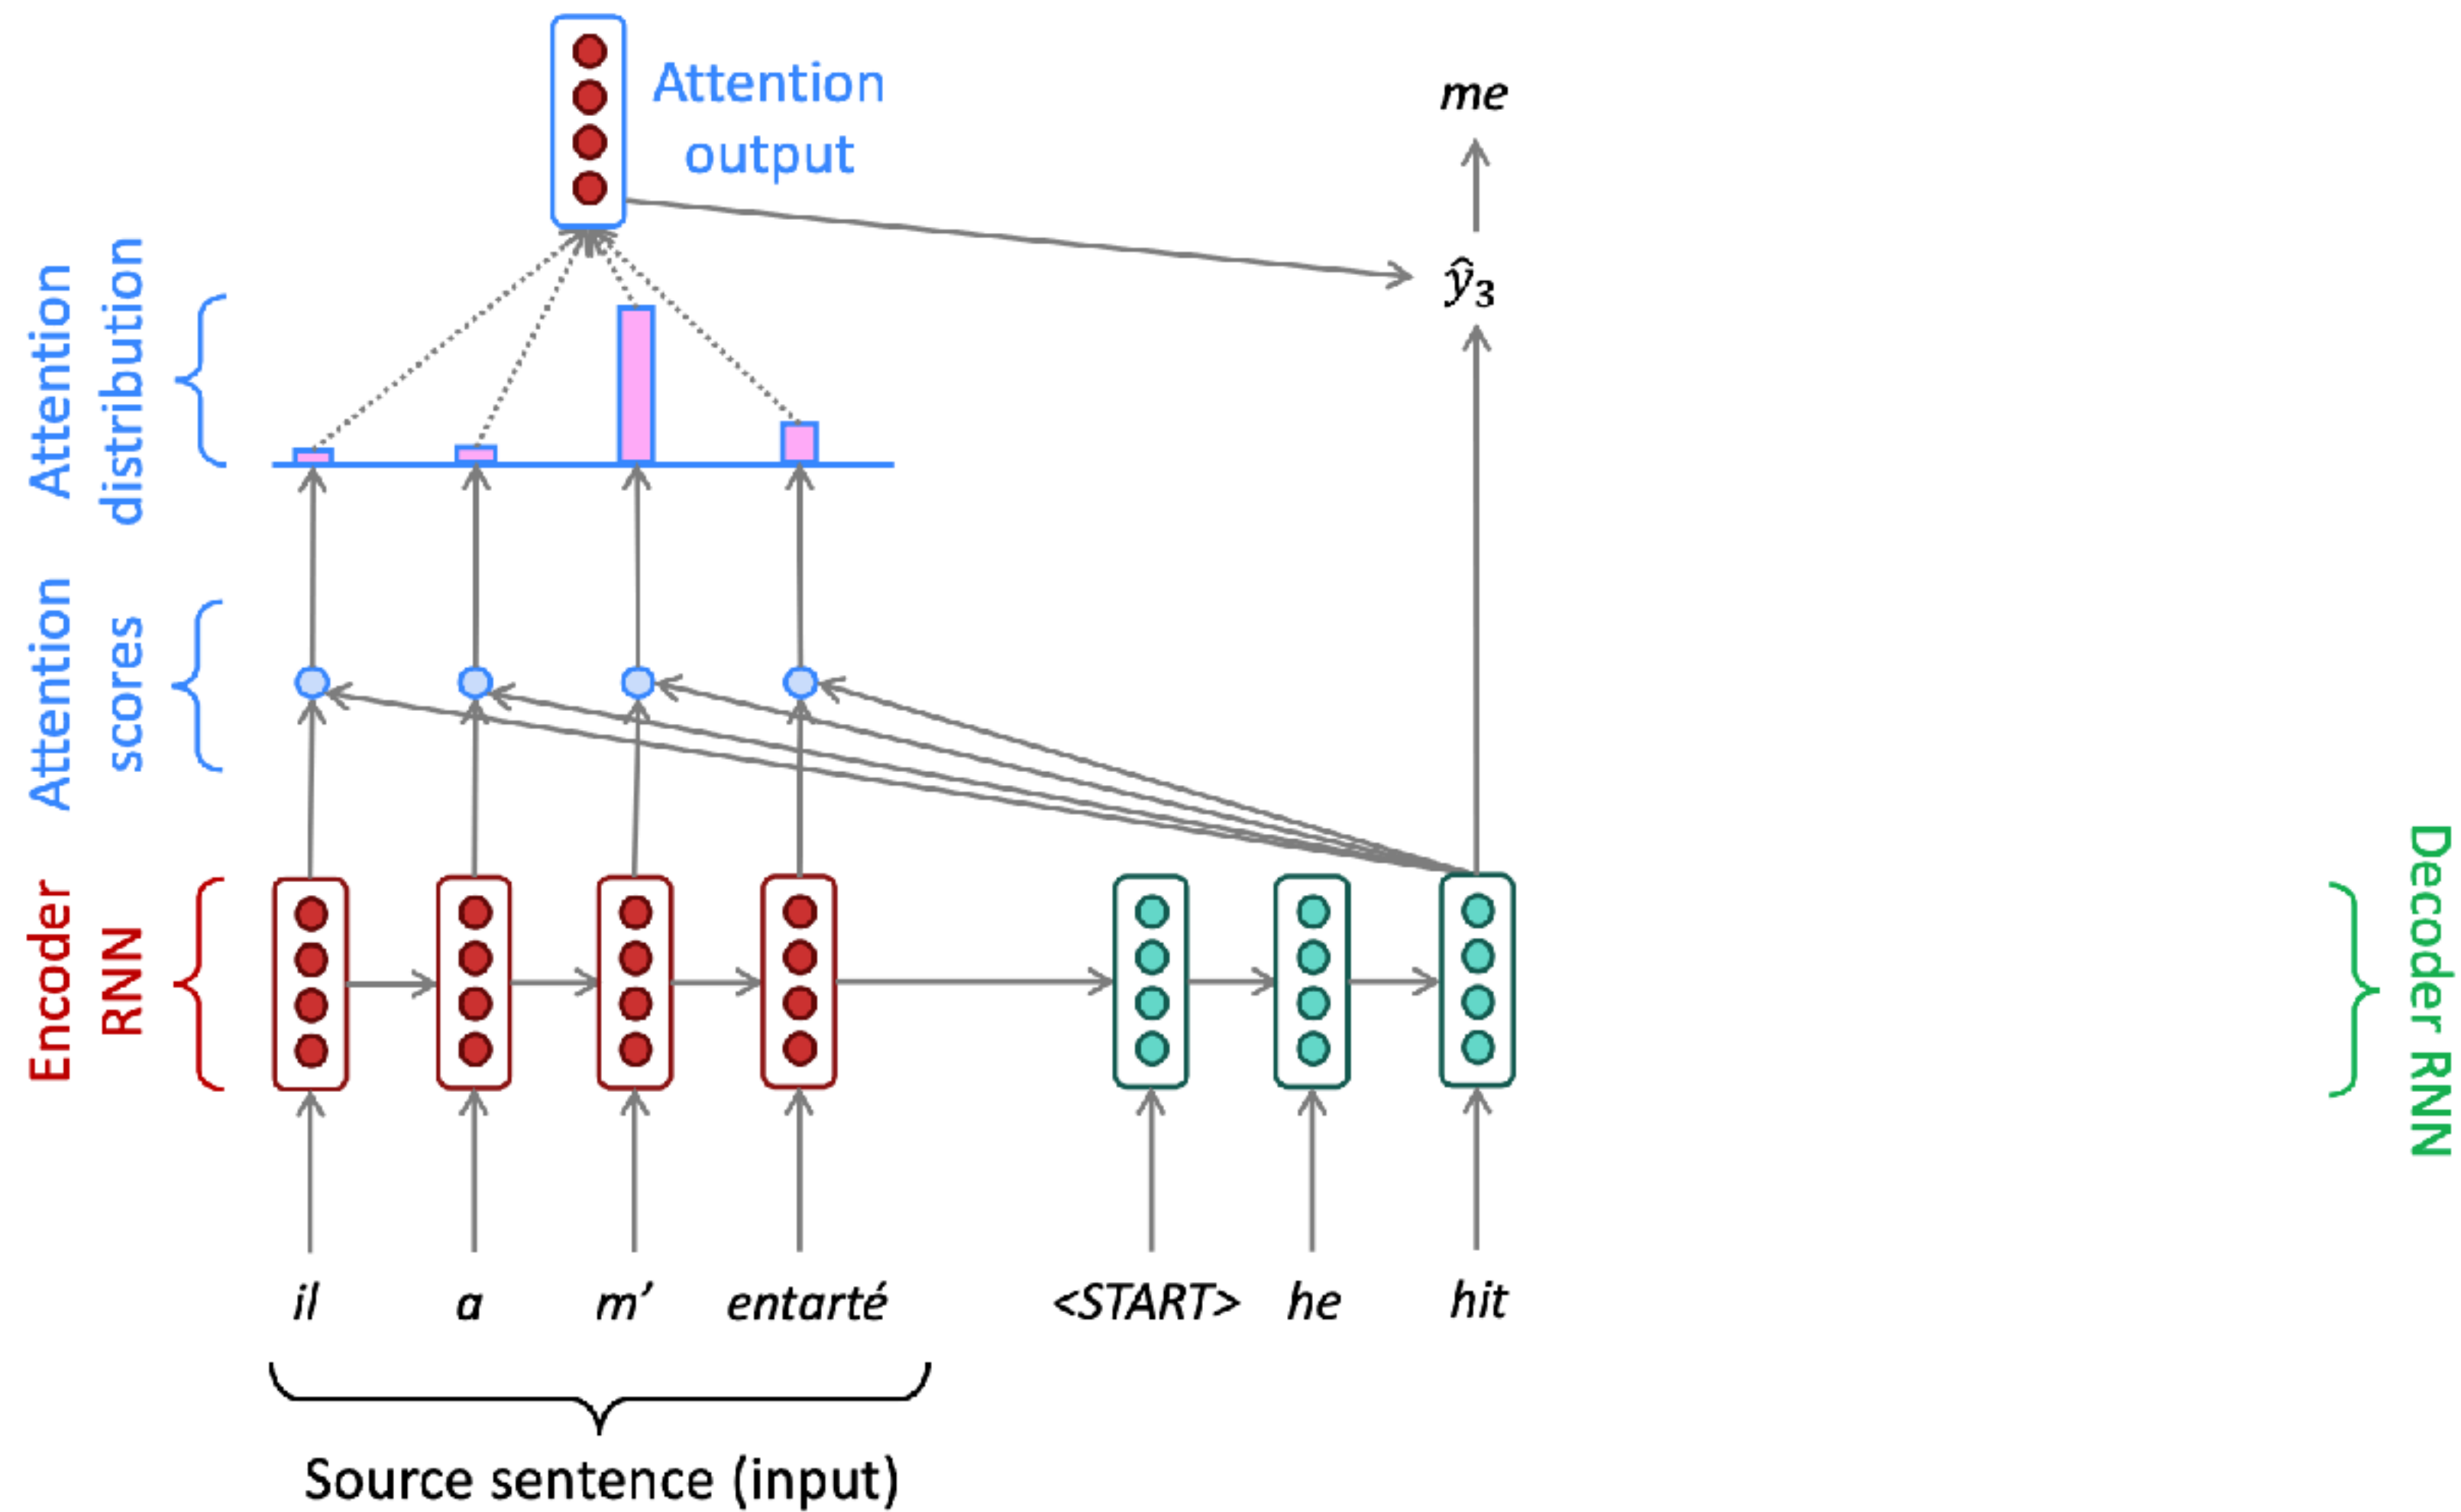 Attention
output
me
Attention
distribution
ŷ3
Attention
scores
Encoder
RNN
Decoder RNN
il a m’ entarté <START> he hit
Source sentence (input)